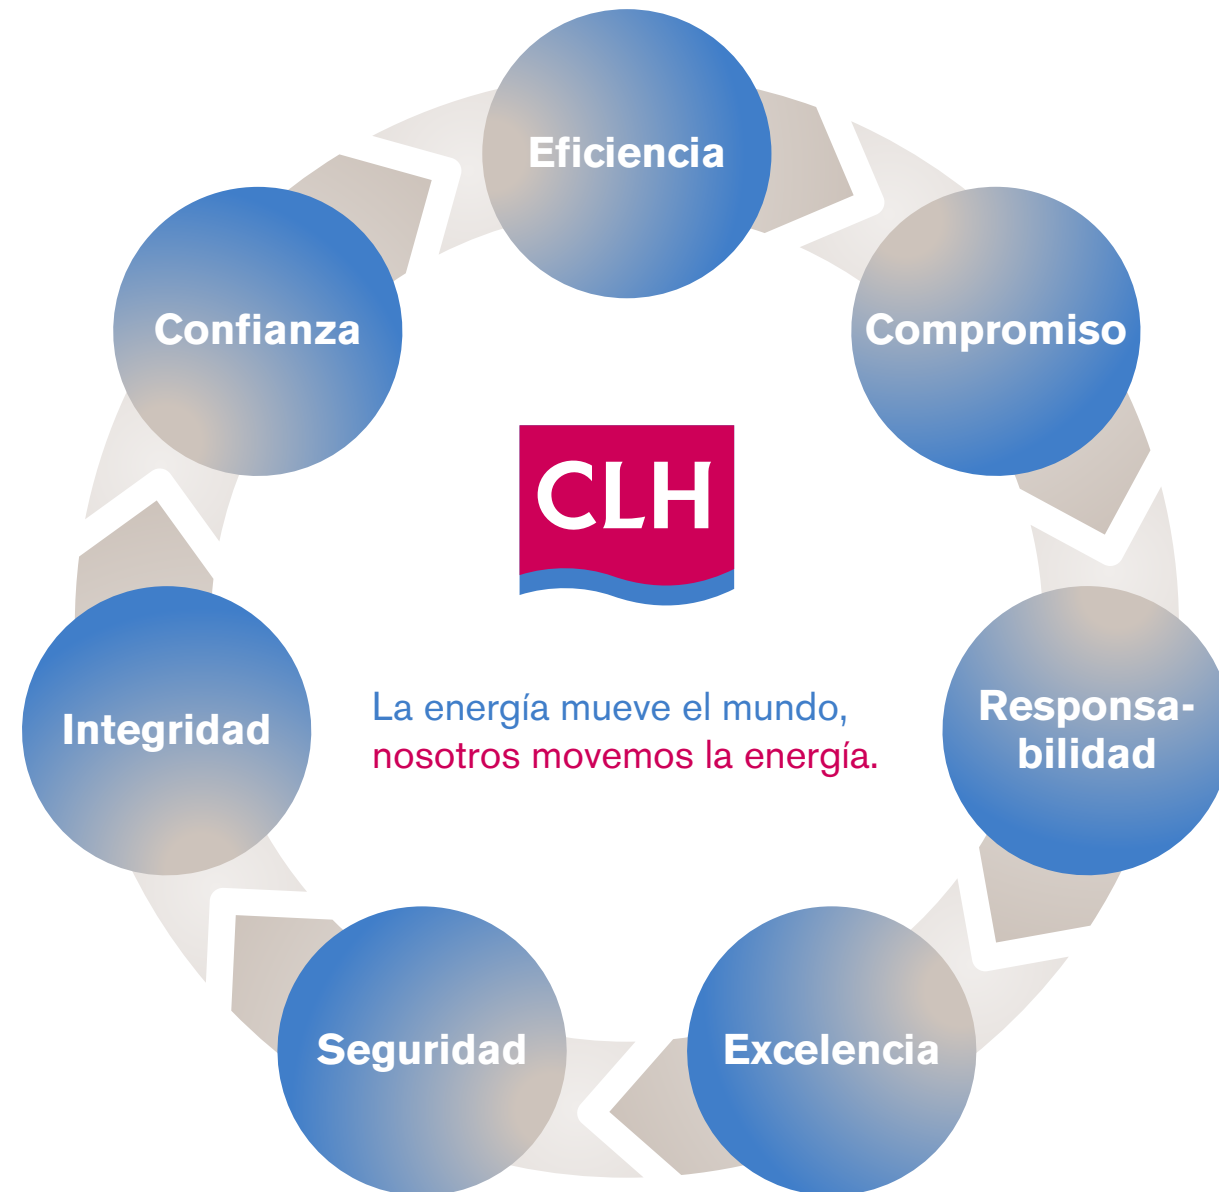 Eficiencia
Confianza
Compromiso
CLH
Integridad
La energía mueve el mundo,
nosotros movemos la energía.
Responsa-
bilidad
Seguridad
Excelencia